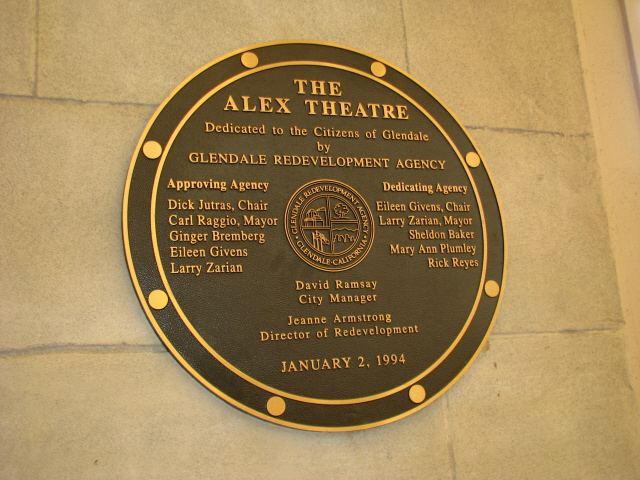 THE
ALEX THEATRE
Dedicated to the Citizens of Glendale
by
GLENDALE REDEVELOPMENT AGENCY
Approving Agency
Dick Jutras, Chair
Carl Raggio, Mayor
Ginger Bremberg
Eileen Givens
Larry Zarian
GLENDALE REDEVELOPMENT AGENCY
GLENDALE-CALIFORNIA
Dedicating Agency
Eileen Givens, Chair
Larry Zarian, Mayor
Sheldon Baker
Mary Ann Plumley
Rick Reyes
David Ramsay
City Manager
Jeanne Armstrong
Director of Redevelopment
JANUARY 2, 1994